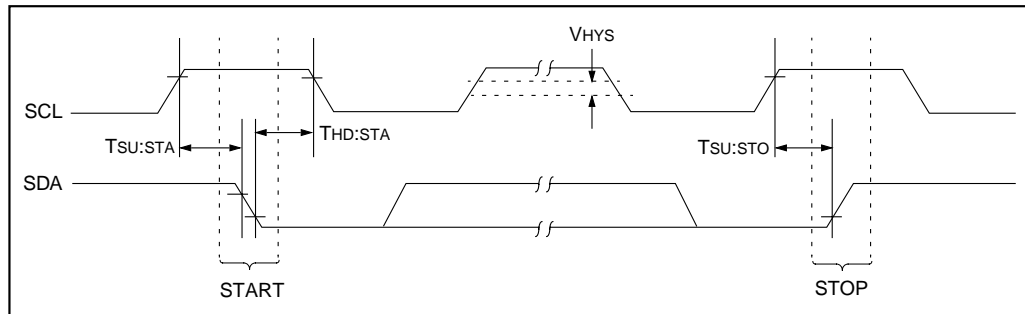 VHYS
SCL
TSU:STA
THD:STA
TSU:STO
SDA
START
STOP